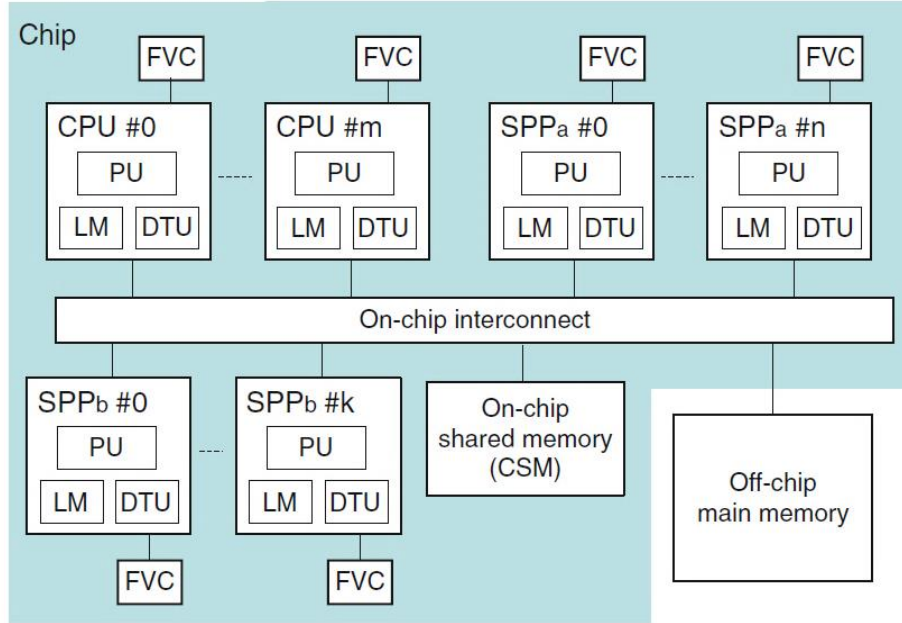 Chip
FVC
FVC
FVC
FVC
CPU #0
PU
LM
DTU
CPU #m
PU
LM
DTU
SPPa #0
PU
LM
DTU
SPPa #n
PU
LM
DTU
On-chip interconnect
SPPb #0
PU
LM
DTU
SPPb #k
PU
LM
DTU
On-chip
shared memory
(CSM)
Off-chip
main memory
FVC
FVC